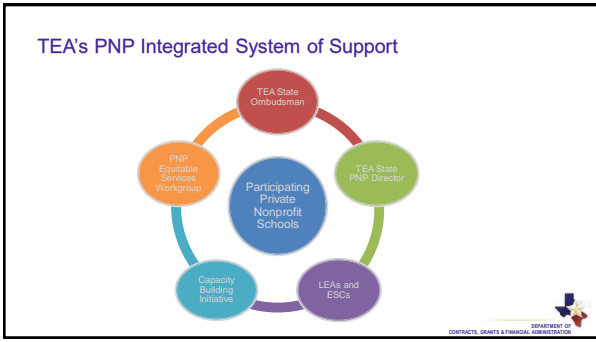 TEA's PNP Integrated System of Support
TEA State
Ombudsman
PNP
Equitable
Services
Workgroup
TEA State
PNP Director
Participating
Private
Nonprofit
Schools
Capacity
Building
Initiative
LEAs and
ESCs
DEPARTMENT OF
CONTRACTS, GRANTS & FINANCIAL ADMINISTRATION